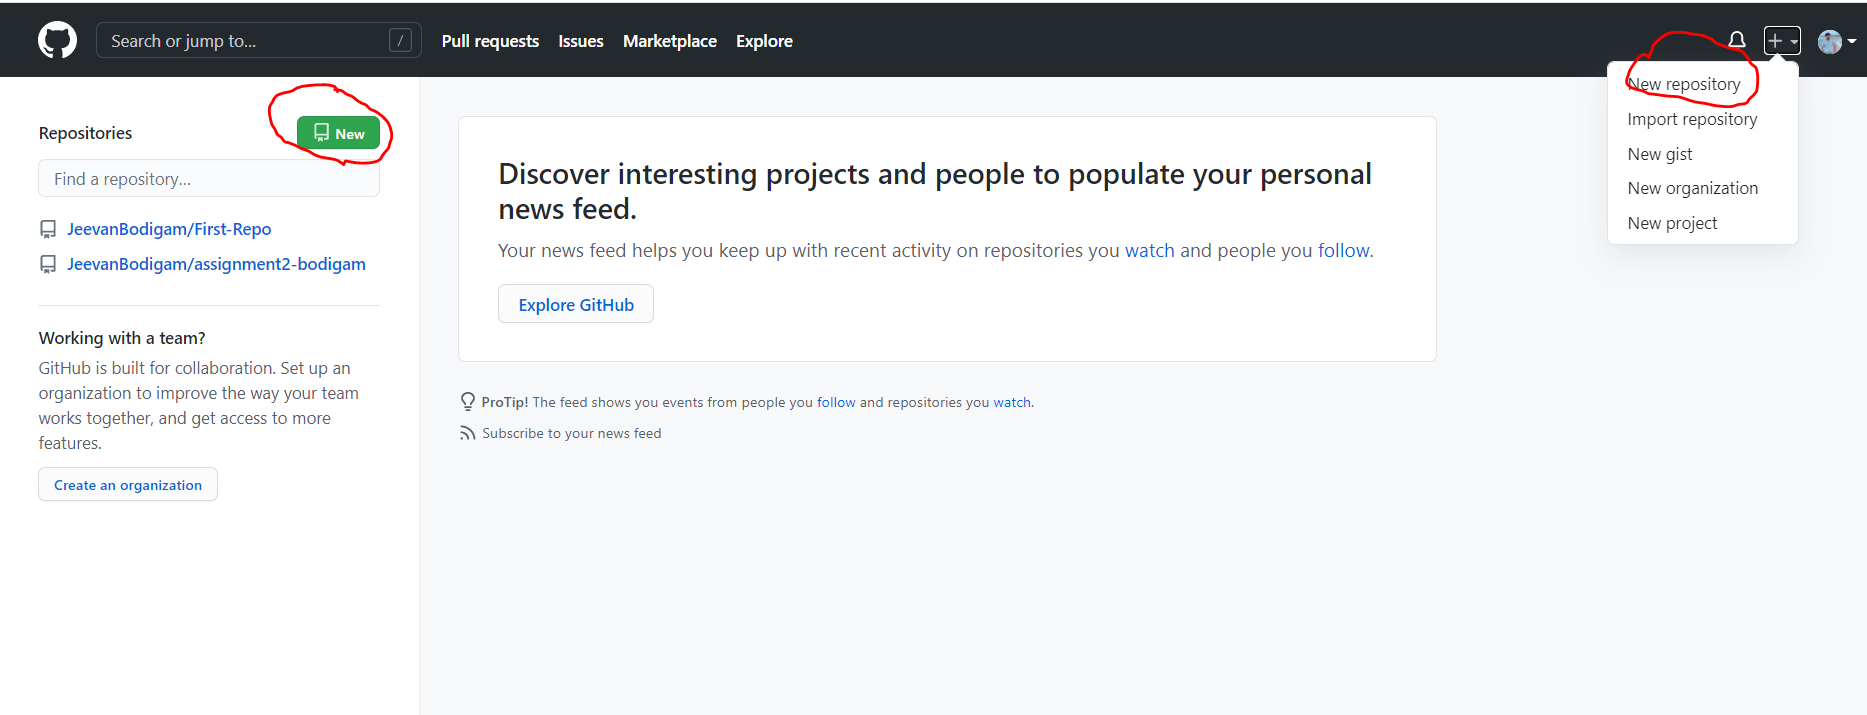 Search or jump to... /
Pull requests Issues Marketplace Explore
New repository
Import repository
New gist
New organization
New project
Repositories
New
Find a repository...
JeevanBodigam/First-Repo
JeevanBodigam/assignment2-bodigam
Working with a team?
GitHub is built for collaboration. Set up an
organization to improve the way your team
works together, and get access to more
features.
Create an organization
Discover interesting projects and people to populate your personal
news feed.
Your news feed helps you keep up with recent activity on repositories you watch and people you follow.
Explore GitHub
ProTip! The feed shows you events from people you follow and repositories you watch.
Subscribe to your news feed